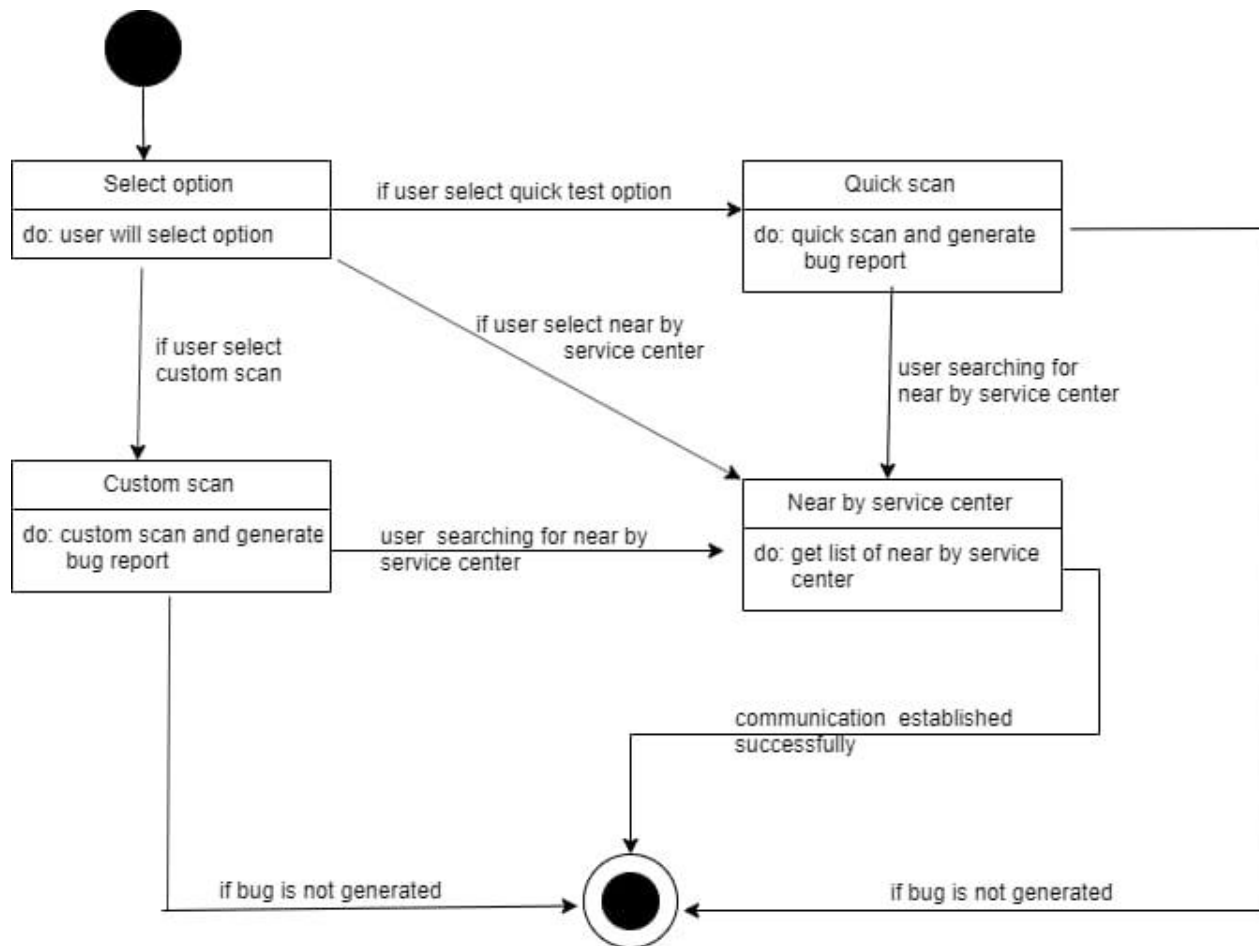 Select option
do: user will select option
if user select quick test option
Quick scan
do: quick scan and generate
bug report
if user select
custom scan
if user select near by
service center
user searching for
near by service center
Custom scan
do: custom scan and generate
bug report
user searching for near by
service center
Near by service center
do: get list of near by service
center
communication established
successfully
if bug is not generated
if bug is not generated